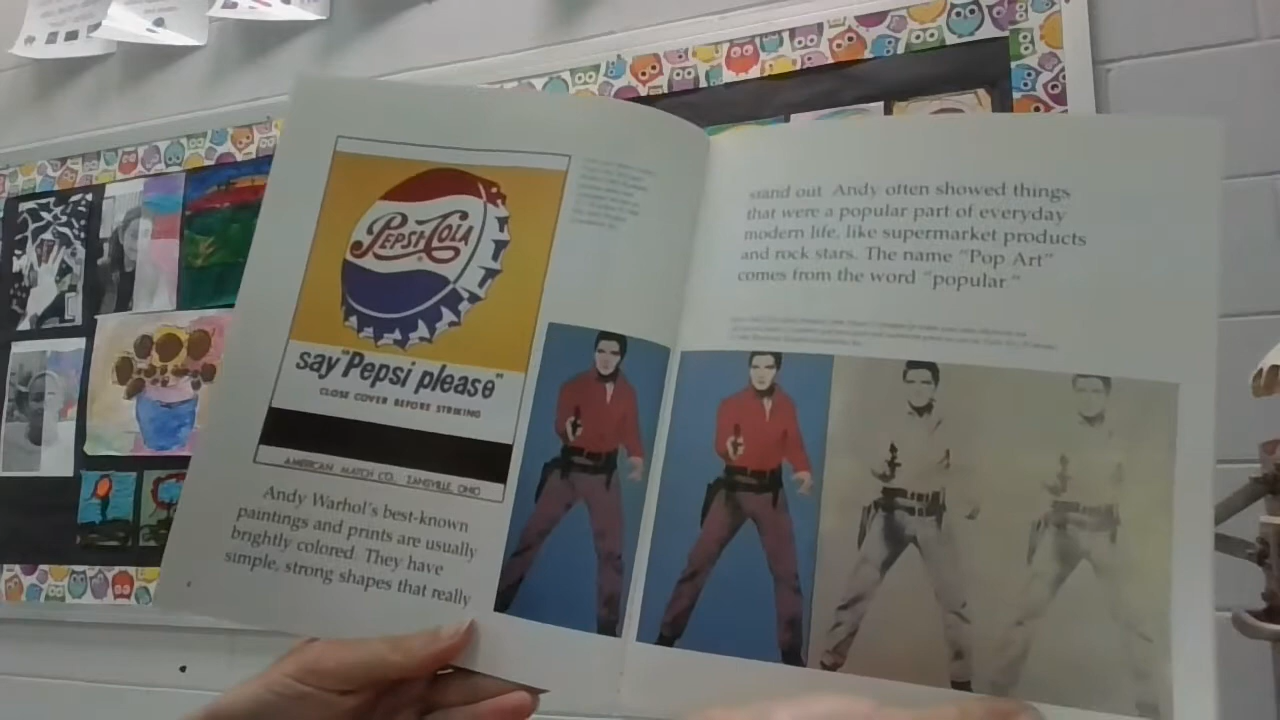 PEPSI-COLA
say "Pepsi please"
CLOSE COVER BEFORE STRIKING
AMERICAN MATCH CO., ZANSVILLE, OHIO
Andy Warhol's best-known
paintings and prints are usually
brightly colored. They have
simple, strong shapes that really
stand out. Andy often showed things
that were a popular part of everyday
modern life, like supermarket products
and rock stars. The name "Pop Art"
comes from the word "popular."